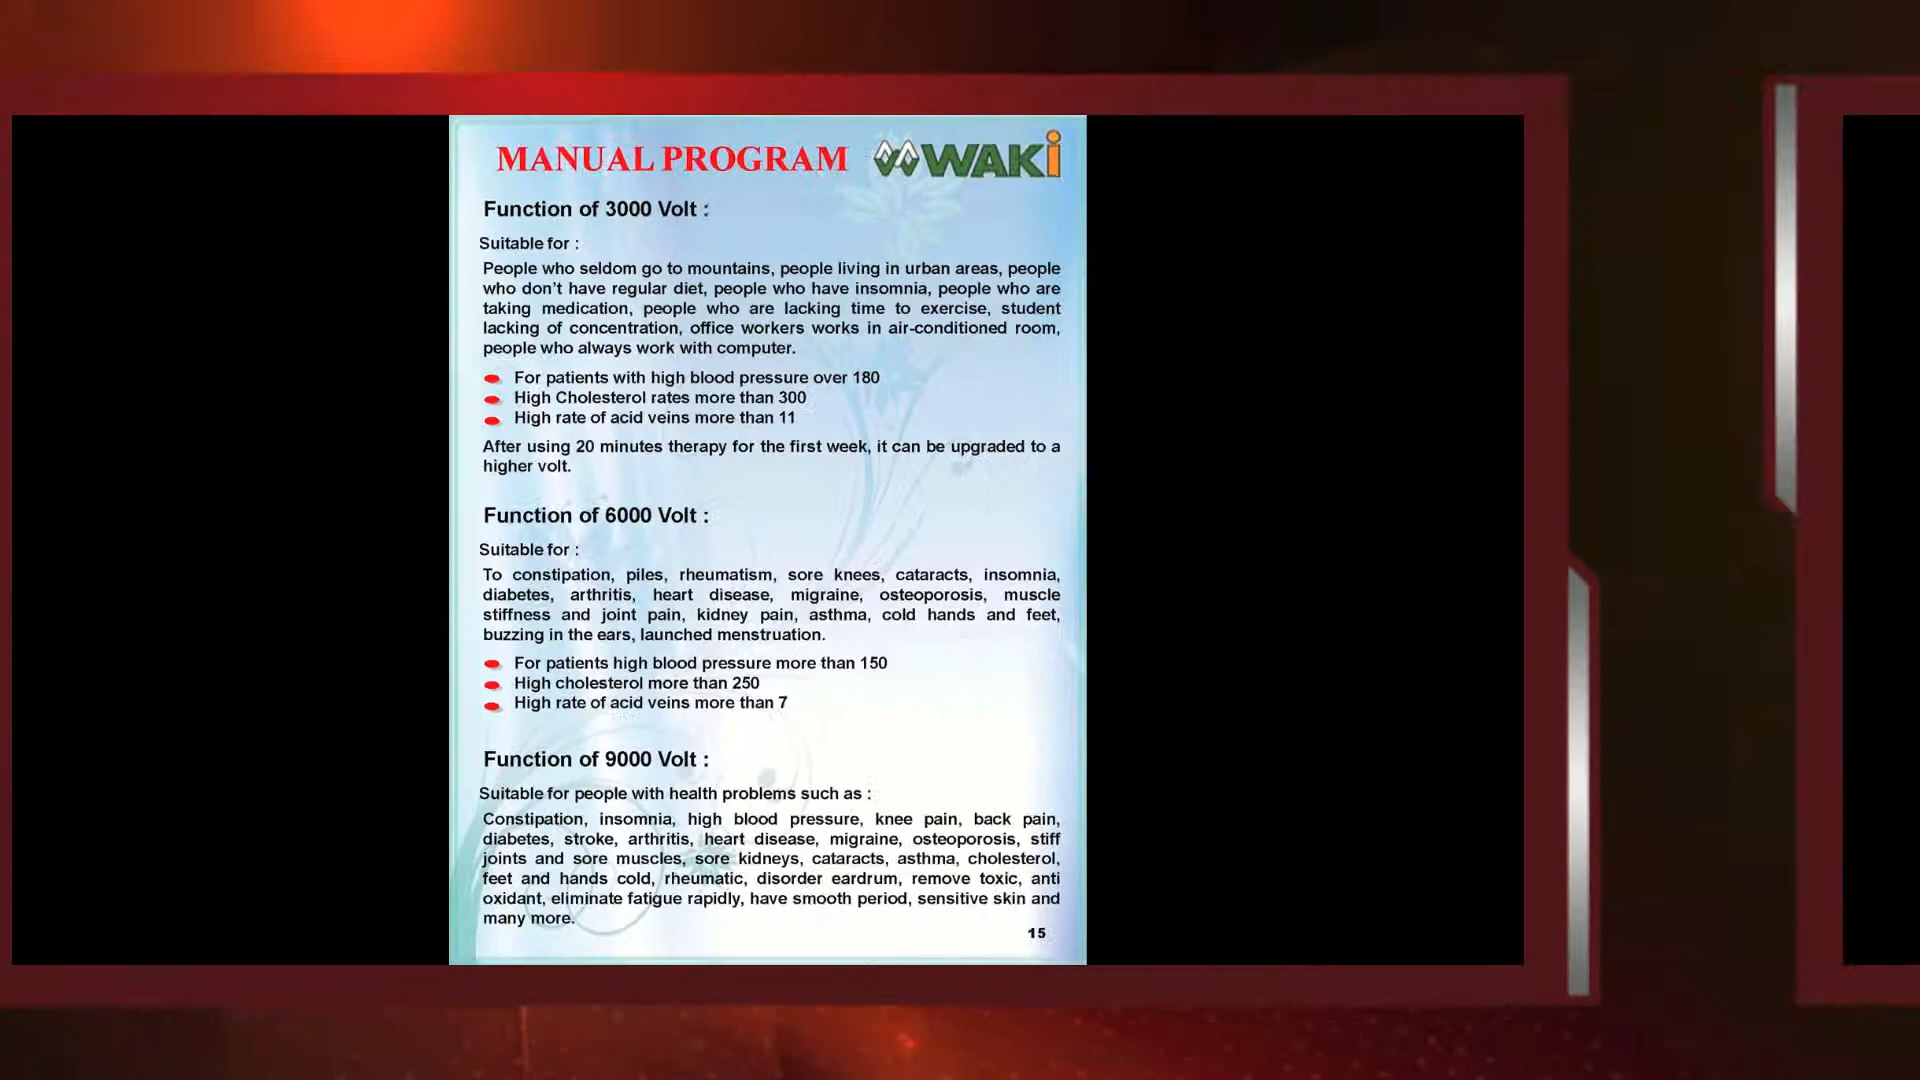 MANUAL PROGRAM WAKi
Function of 3000 Volt :
Suitable for :
People who seldom go to mountains, people living in urban areas, people
who don't have regular diet, people who have insomnia, people who are
taking medication, people who are lacking time to exercise, student
lacking of concentration, office workers works in air-conditioned room,
people who always work with computer.
For patients with high blood pressure over 180
High Cholesterol rates more than 300
High rate of acid veins more than 11
After using 20 minutes therapy for the first week, it can be upgraded to a
higher volt.
Function of 6000 Volt :
Suitable for :
To constipation, piles, rheumatism, sore knees, cataracts, insomnia,
diabetes, arthritis, heart disease, migraine, osteoporosis, muscle
stiffness and joint pain, kidney pain, asthma, cold hands and feet,
buzzing in the ears, launched menstruation.
For patients high blood pressure more than 150
High cholesterol more than 250
High rate of acid veins more than 7
Function of 9000 Volt :
Suitable for people with health problems such as :
Constipation, insomnia, high blood pressure, knee pain, back pain,
diabetes, stroke, arthritis, heart disease, migraine, osteoporosis, stiff
joints and sore muscles, sore kidneys, cataracts, asthma, cholesterol,
feet and hands cold, rheumatic, disorder eardrum, remove toxic, anti
oxidant, eliminate fatigue rapidly, have smooth period, sensitive skin and
many more.
15